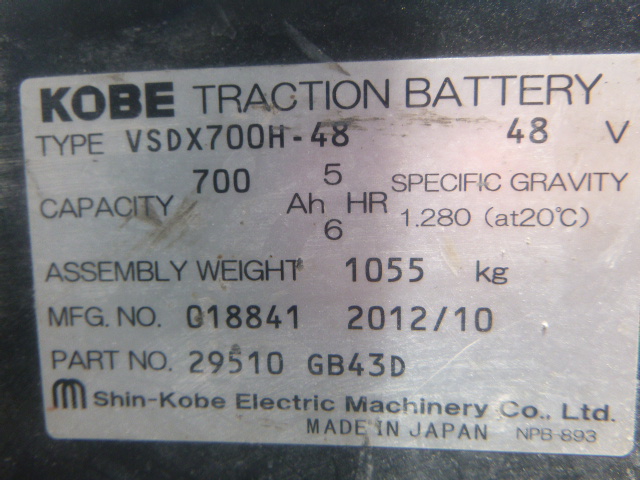 KOBE TRACTION BATTERY
TYPE VSDX700H-48 48 V
CAPACITY 700 Ah 5 HR SPECIFIC GRAVITY
6 1.280 (at20℃)
ASSEMBLY WEIGHT 1055 kg
MFG. NO. G18841 2012/10
PART NO. 29510 GB43D
Shin-Kobe Electric Machinery Co., Ltd.
MADE IN JAPAN NPB-893